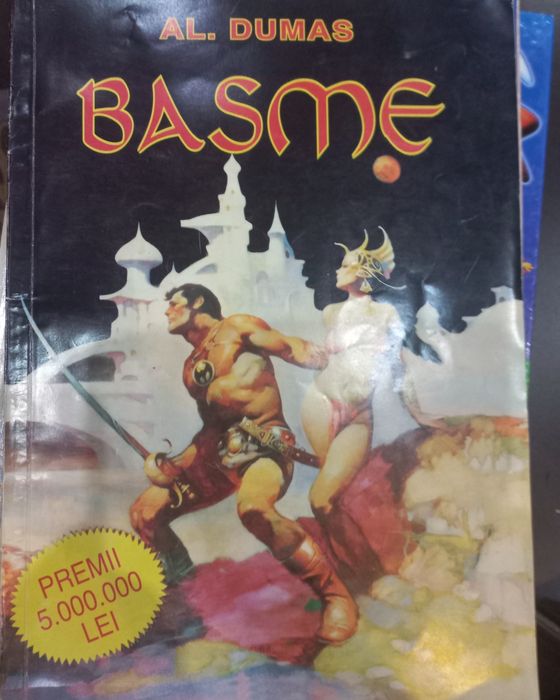 AL. DUMAS
BASME
PREMII
5.000.000
LEI